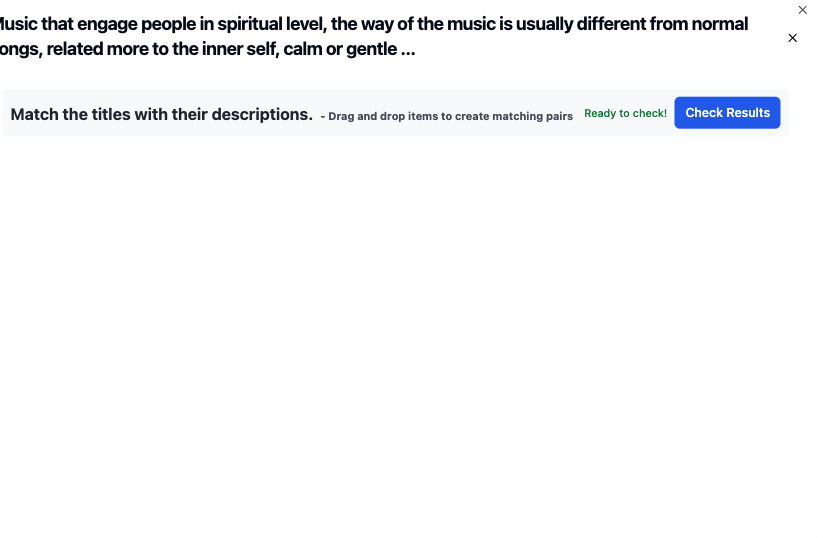 Music that engage people in spiritual level, the way of the music is usually different from normal
songs, related more to the inner self, calm or gentle ...
Match the titles with their descriptions. - Drag and drop items to create matching pairs Ready to check! Check Results